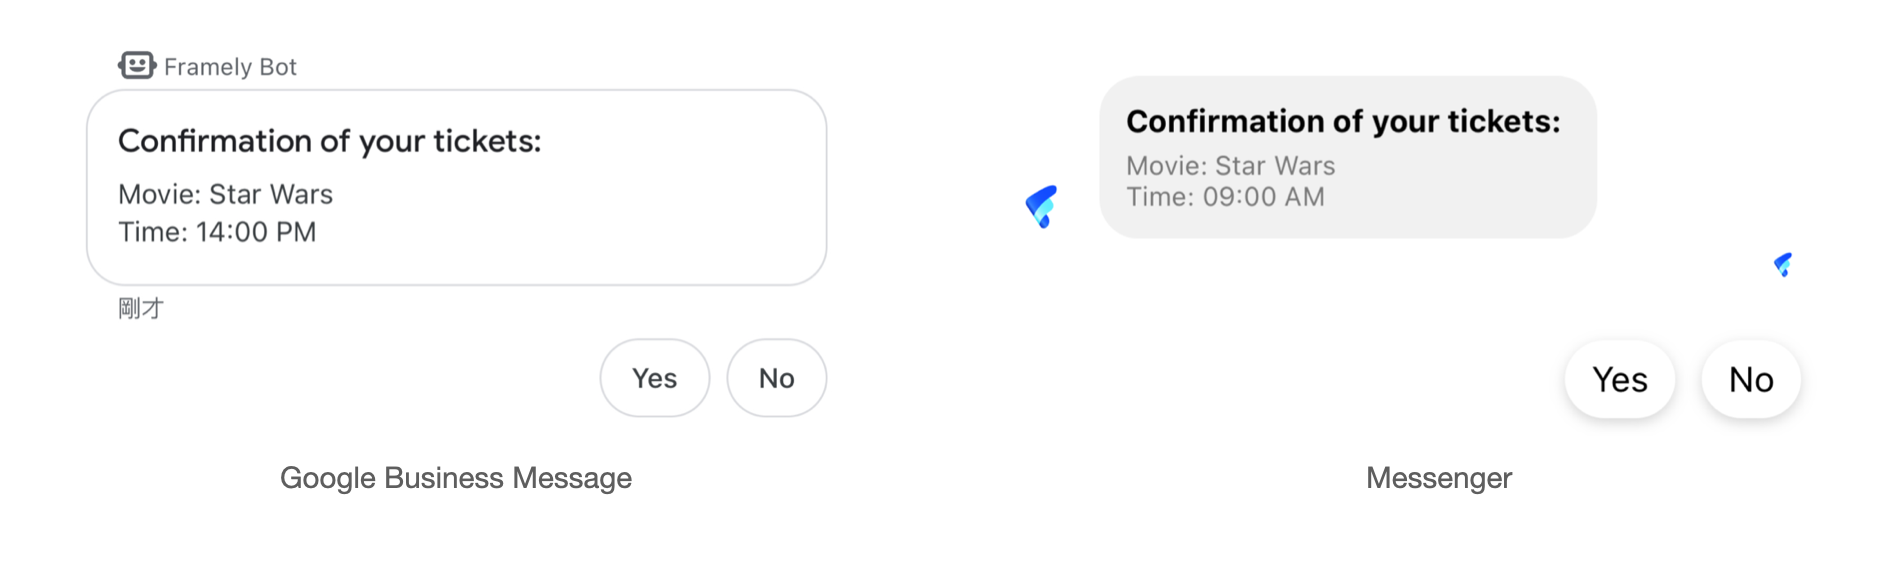 Framely Bot
Confirmation of your tickets:
Movie: Star Wars
Time: 14:00 PM
剛才
Yes
No
Google Business Message
Confirmation of your tickets:
Movie: Star Wars
Time: 09:00 AM
Yes
No
Messenger